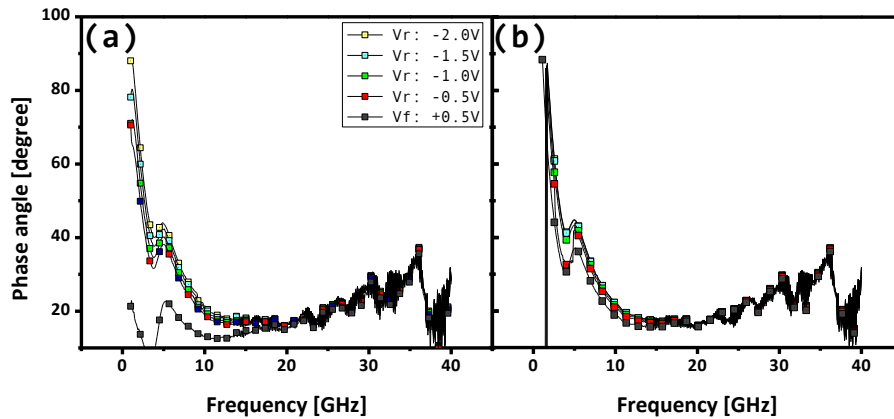 100
80
60
40
20
Phase angle [degree]
(a)
Vr: -2.0V
Vr: -1.5V
Vr: -1.0V
Vr: -0.5V
Vf: +0.5V
(b)
0
10
20
30
40
0
10
20
30
40
Frequency [GHz]
Frequency [GHz]